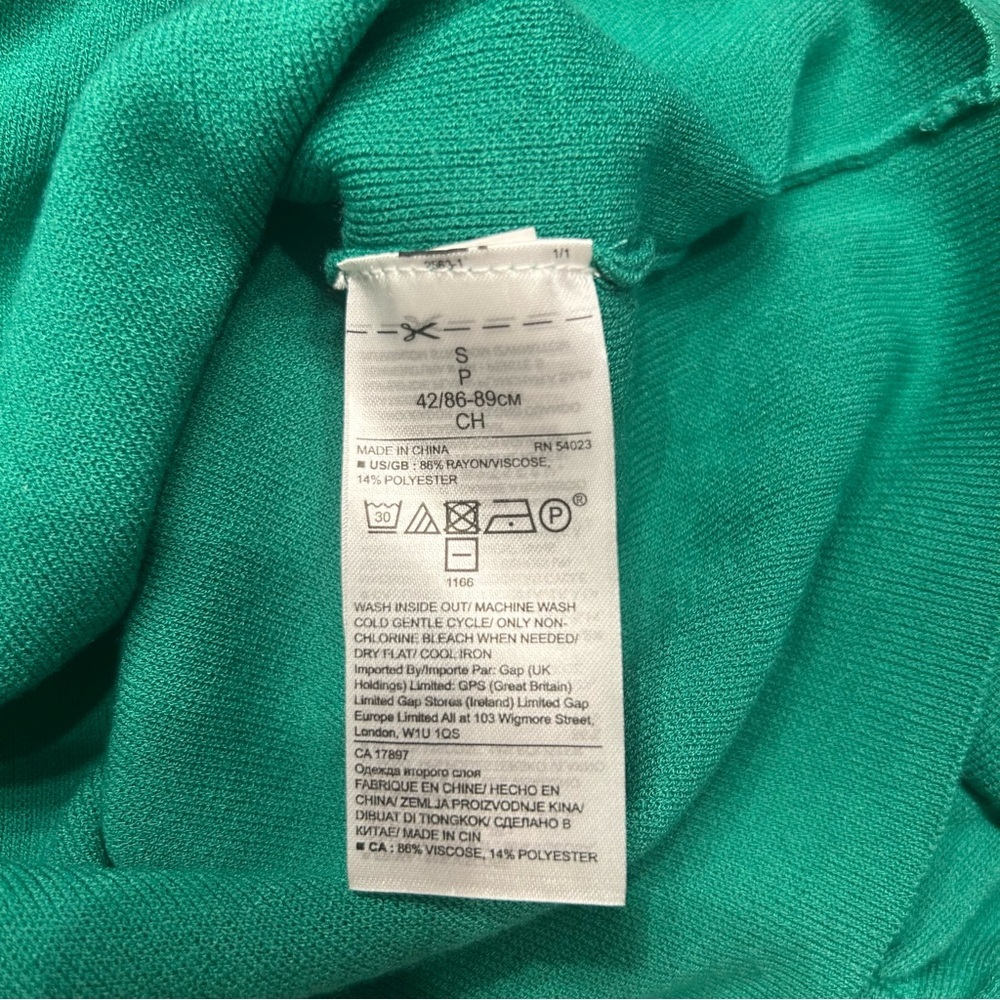 2563-1 1/1
S
P
42/86-89СМ
CH
MADE IN CHINA RN 54023
US/GB : 86% RAYON/VISCOSE,
14% POLYESTER
30 P®
1166
WASH INSIDE OUT/ MACHINE WASH
COLD GENTLE CYCLE/ ONLY NON-
CHLORINE BLEACH WHEN NEEDED/
DRY FLAT/ COOL IRON
Imported By/Importe Par: Gap (UK
Holdings) Limited: GPS (Great Britain)
Limited Gap Stores (Ireland) Limited Gap
Europe Limited All at 103 Wigmore Street,
London, W1U 1QS
CA 17897
Одежда второго слоя
FABRIQUE EN CHINE/ HECHO EN
CHINA/ ZEMLJA PROIZVODNJE KINA/
DIBUAT DI TIONGKOK/ СДЕЛАНО В
КИТАЕ/ MADE IN CIN
CA : 86% VISCOSE, 14% POLYESTER